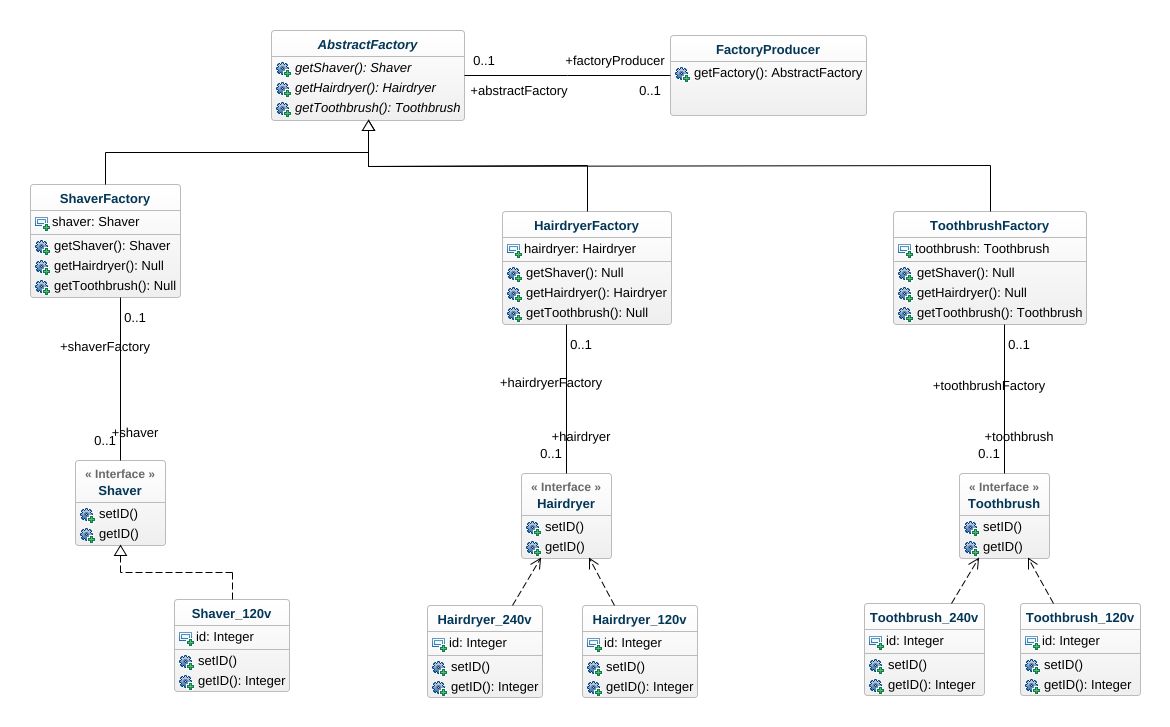 AbstractFactory
getShaver(): Shaver
getHairdryer(): Hairdryer
getToothbrush(): Toothbrush
0..1
+factoryProducer
+abstractFactory
0..1
FactoryProducer
getFactory(): AbstractFactory
ShaverFactory
shaver: Shaver
getShaver(): Shaver
getHairdryer(): Null
getToothbrush(): Null
HairdryerFactory
hairdryer: Hairdryer
getShaver(): Null
getHairdryer(): Hairdryer
getToothbrush(): Null
ToothbrushFactory
toothbrush: Toothbrush
getShaver(): Null
getHairdryer(): Null
getToothbrush(): Toothbrush
0..1
+shaverFactory
+shaver
0..1
0..1
+hairdryerFactory
+hairdryer
0..1
0..1
+toothbrushFactory
+toothbrush
0..1
« Interface »
Shaver
setID()
getID()
« Interface »
Hairdryer
setID()
getID()
« Interface »
Toothbrush
setID()
getID()
Shaver_120v
id: Integer
setID()
getID(): Integer
Hairdryer_240v
id: Integer
setID()
getID(): Integer
Hairdryer_120v
id: Integer
setID()
getID(): Integer
Toothbrush_240v
id: Integer
setID()
getID(): Integer
Toothbrush_120v
id: Integer
setID()
getID(): Integer